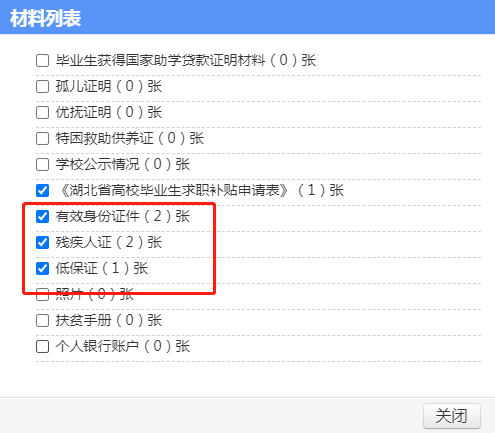 材料列表
毕业生获得国家助学贷款证明材料(0)张
孤儿证明(0)张
优抚证明(0)张
特困救助供养证(0)张
学校公示情况(0)张
《湖北省高校毕业生求职补贴申请表》(1)张
有效身份证件(2)张
残疾人证(2)张
低保证(1)张
照片(0)张
扶贫手册(0)张
个人银行账户(0)张
关闭